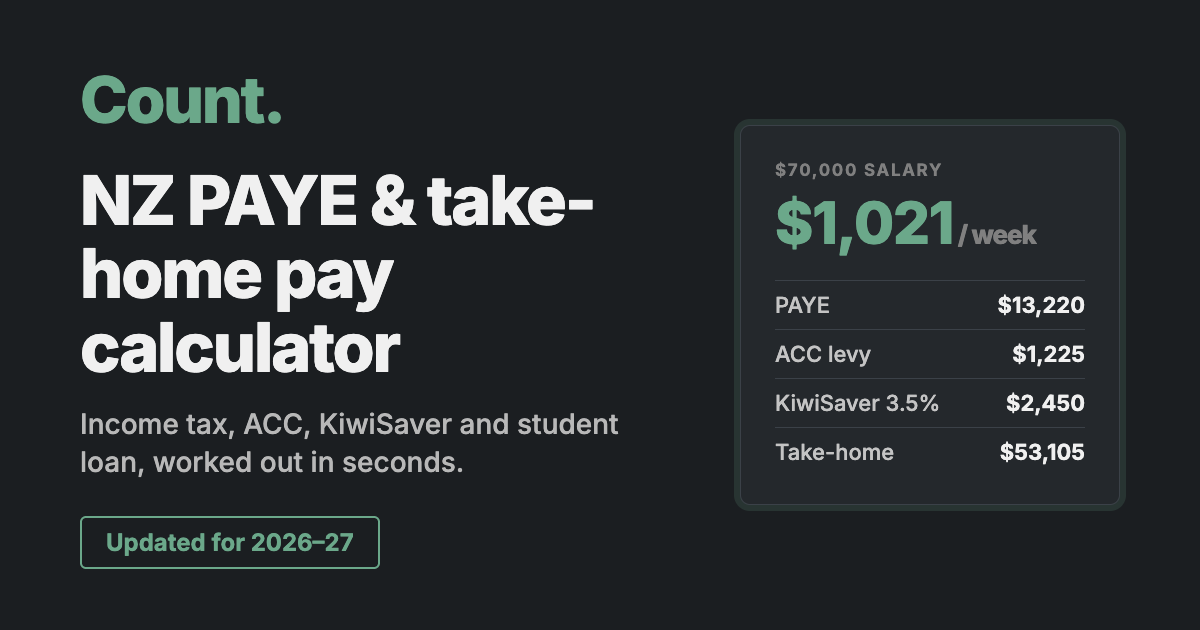 Count.
NZ PAYE & take-
home pay
calculator
Income tax, ACC, KiwiSaver and student
loan, worked out in seconds.
Updated for 2026–27
$70,000 SALARY
$1,021/ week
PAYE $13,220
ACC levy $1,225
KiwiSaver 3.5% $2,450
Take-home $53,105